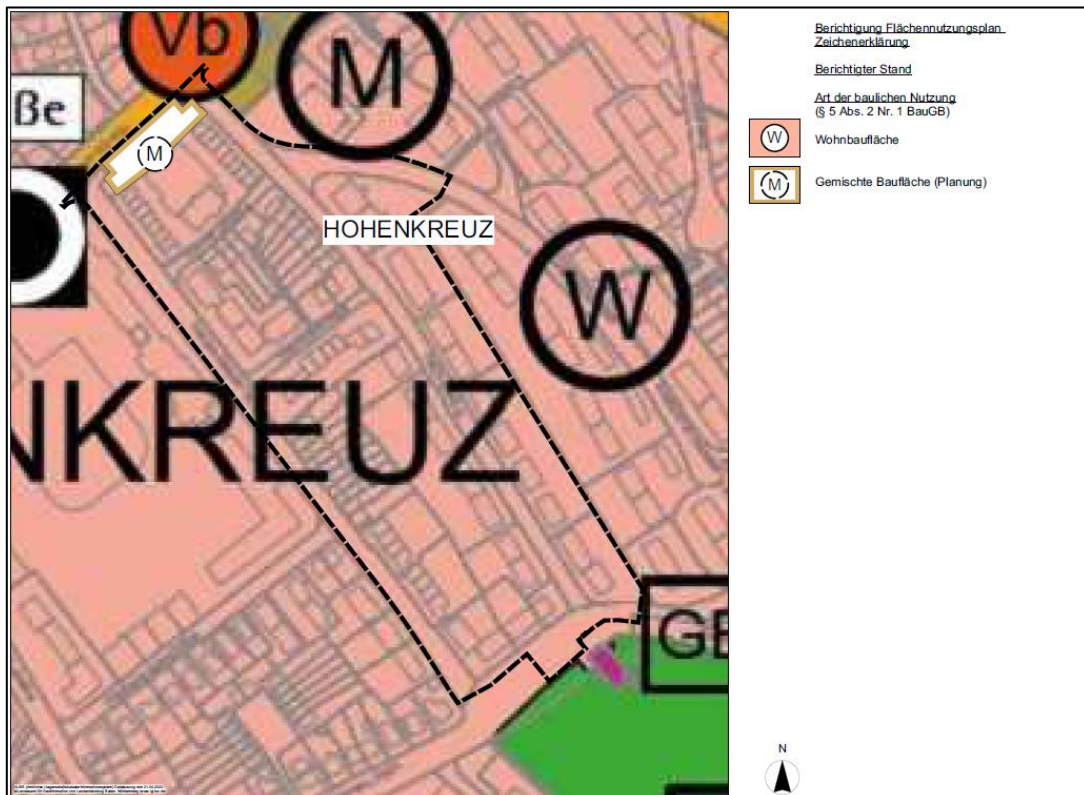 Vb
M
ße
M
HOHENKREUZ
W
NKREUZ
GE
Berichtigung Flächennutzungsplan
Zeichenerklärung
Berichtigter Stand
Art der baulichen Nutzung
(§ 5 Abs. 2 Nr. 1 BauGB)
W
Wohnbaufläche
M
Gemischte Baufläche (Planung)
N